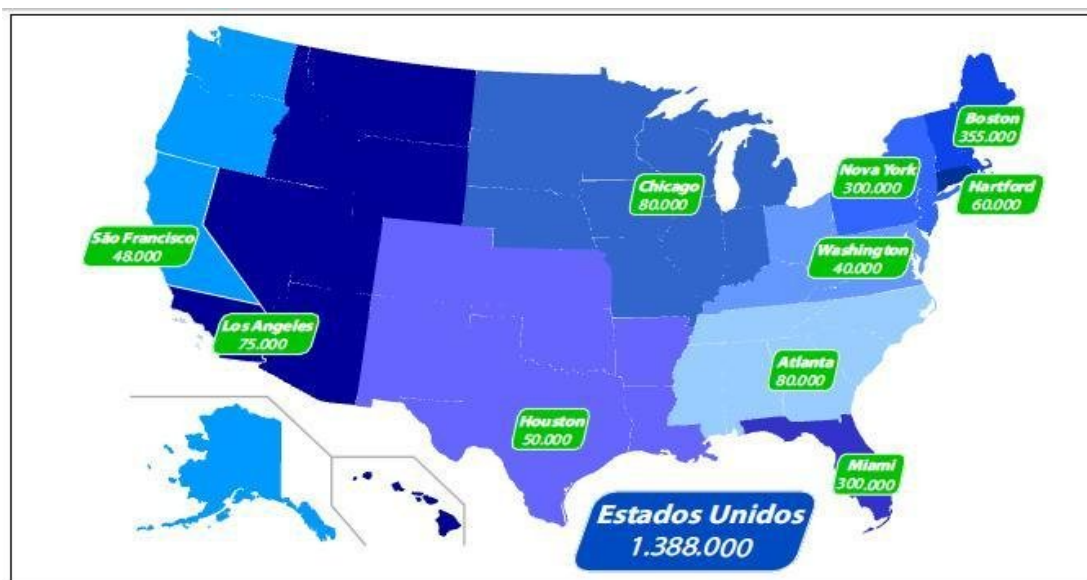 Boston
355.000
Nova York
300.000
Chicago
80.000
Hartford
60.000
São Francisco
48.000
Washington
40.000
Los Angeles
75.000
Atlanta
80.000
Houston
50.000
Miami
300.000
Estados Unidos
1.388.000